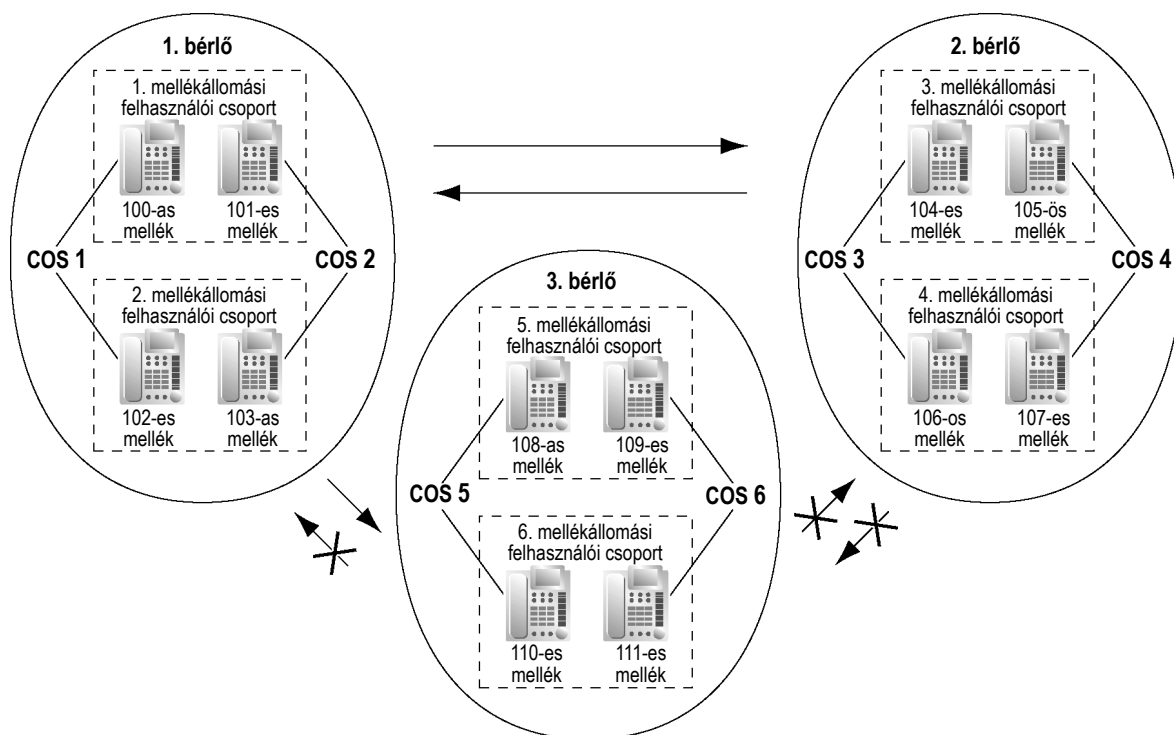 1. bérlő
1. mellékállomási
felhasználói csoport
100-as
mellék
101-es
mellék
COS 1
COS 2
2. mellékállomási
felhasználói csoport
102-es
mellék
103-as
mellék
2. bérlő
3. mellékállomási
felhasználói csoport
104-es
mellék
105-ös
mellék
COS 3
COS 4
4. mellékállomási
felhasználói csoport
106-os
mellék
107-es
mellék
3. bérlő
5. mellékállomási
felhasználói csoport
108-as
mellék
109-es
mellék
COS 5
COS 6
6. mellékállomási
felhasználói csoport
110-es
mellék
111-es
mellék